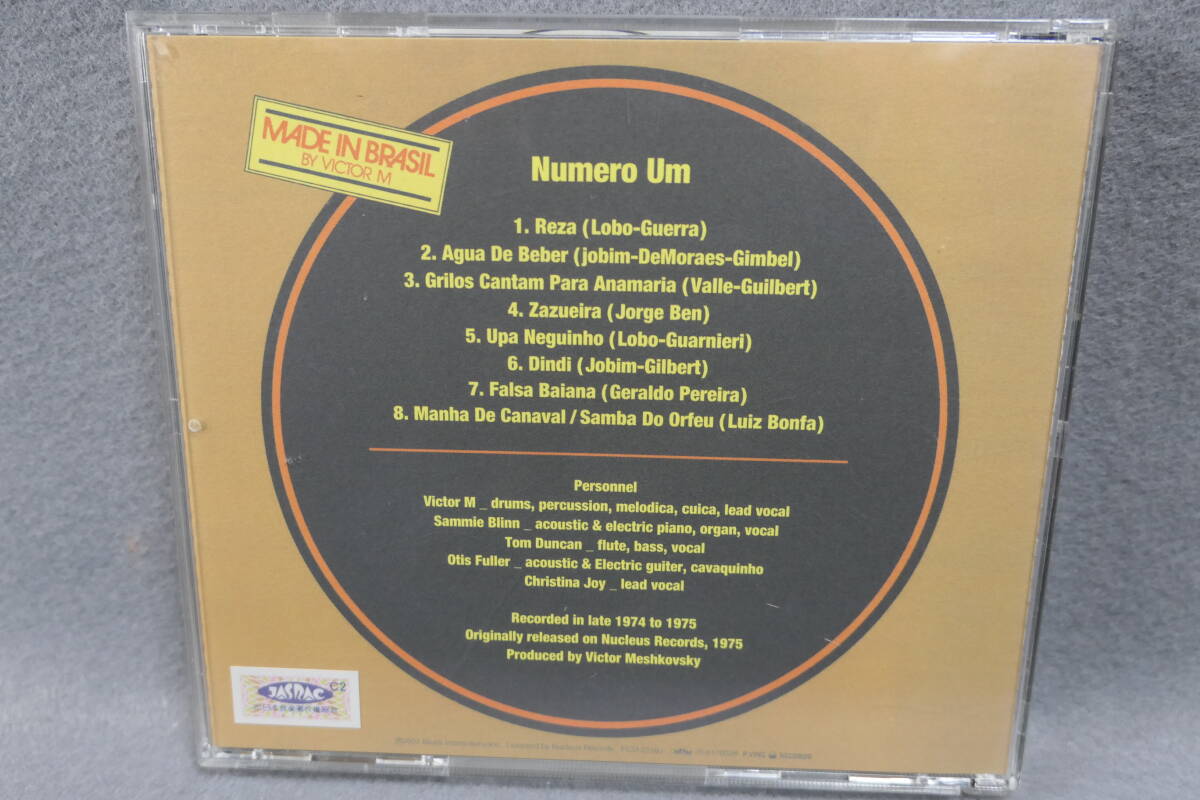 MADE IN BRASIL
BY VICTOR M
Numero Um
1. Reza (Lobo-Guerra)
2. Agua De Beber (jobim-DeMoraes-Gimbel)
3. Grilos Cantam Para Anamaria (Valle-Guilbert)
4. Zazueira (Jorge Ben)
5. Upa Neguinho (Lobo-Guarnieri)
6. Dindi (Jobim-Gilbert)
7. Falsa Baiana (Geraldo Pereira)
8. Manha De Canaval / Samba Do Orfeu (Luiz Bonfa)
Personnel
Victor M _ drums, percussion, melodica, cuica, lead vocal
Sammie Blinn _ acoustic & electric piano, organ, vocal
Tom Duncan _ flute, bass, vocal
Otis Fuller _ acoustic & Electric guiter, cavaquinho
Christina Joy _ lead vocal
Recorded in late 1974 to 1975
Originally released on Nucleus Records, 1975
Produced by Victor Meshkovsky
C2
JASRAC
Licensed by Nucleus Records